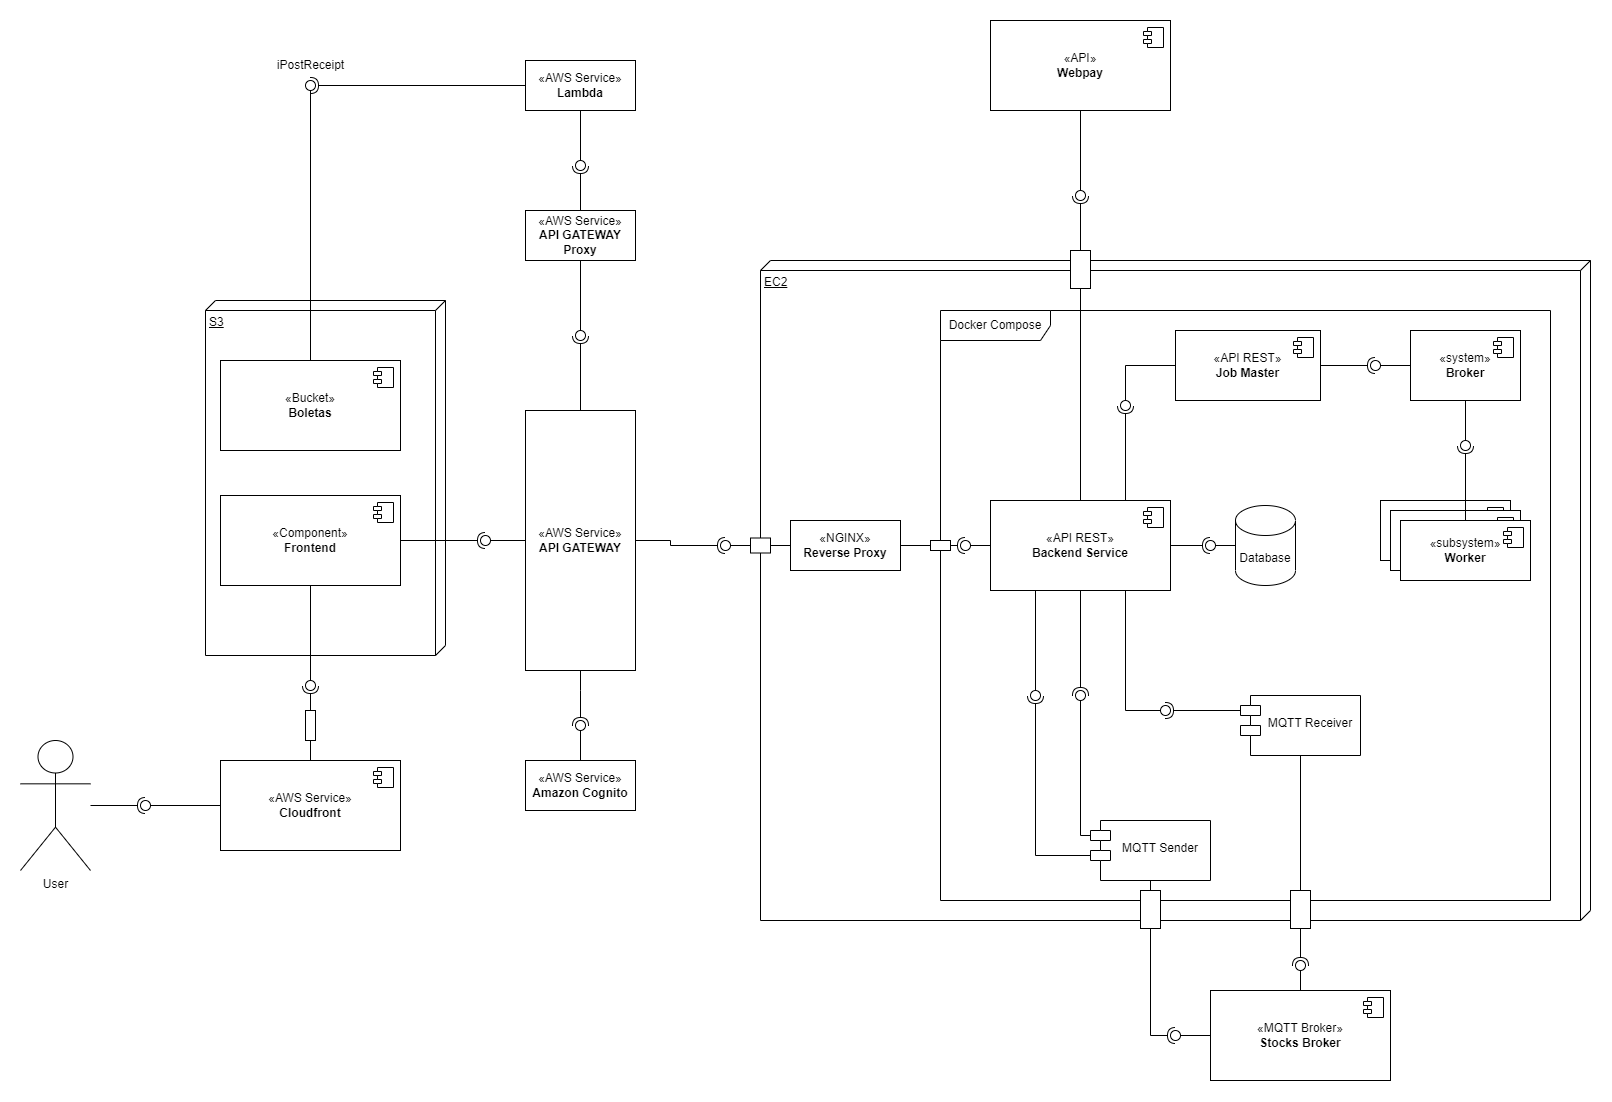 iPostReceipt
«AWS Service»
Lambda
«API»
Webpay
«AWS Service»
API GATEWAY
Proxy
EC2
S3
Docker Compose
«API REST»
Job Master
«system»
Broker
«Bucket»
Boletas
«Component»
Frontend
«AWS Service»
API GATEWAY
«NGINX»
Reverse Proxy
«API REST»
Backend Service
Database
«subsystem»
Worker
MQTT Receiver
«AWS Service»
Cloudfront
«AWS Service»
Amazon Cognito
MQTT Sender
User
«MQTT Broker»
Stocks Broker